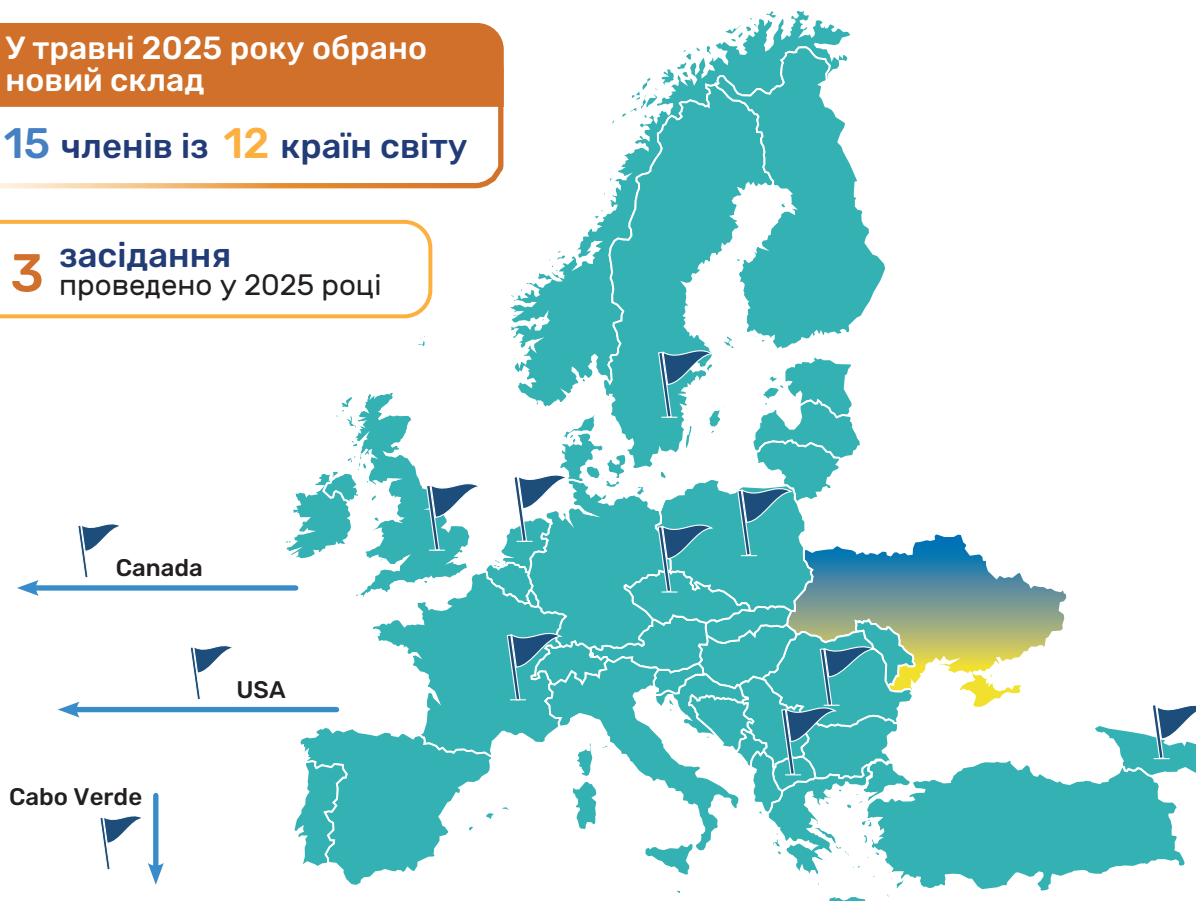 У травні 2025 року обрано
новий склад
15 членів із 12 країн світу
3 засідання
проведено у 2025 році
Canada
USA
Cabo Verde